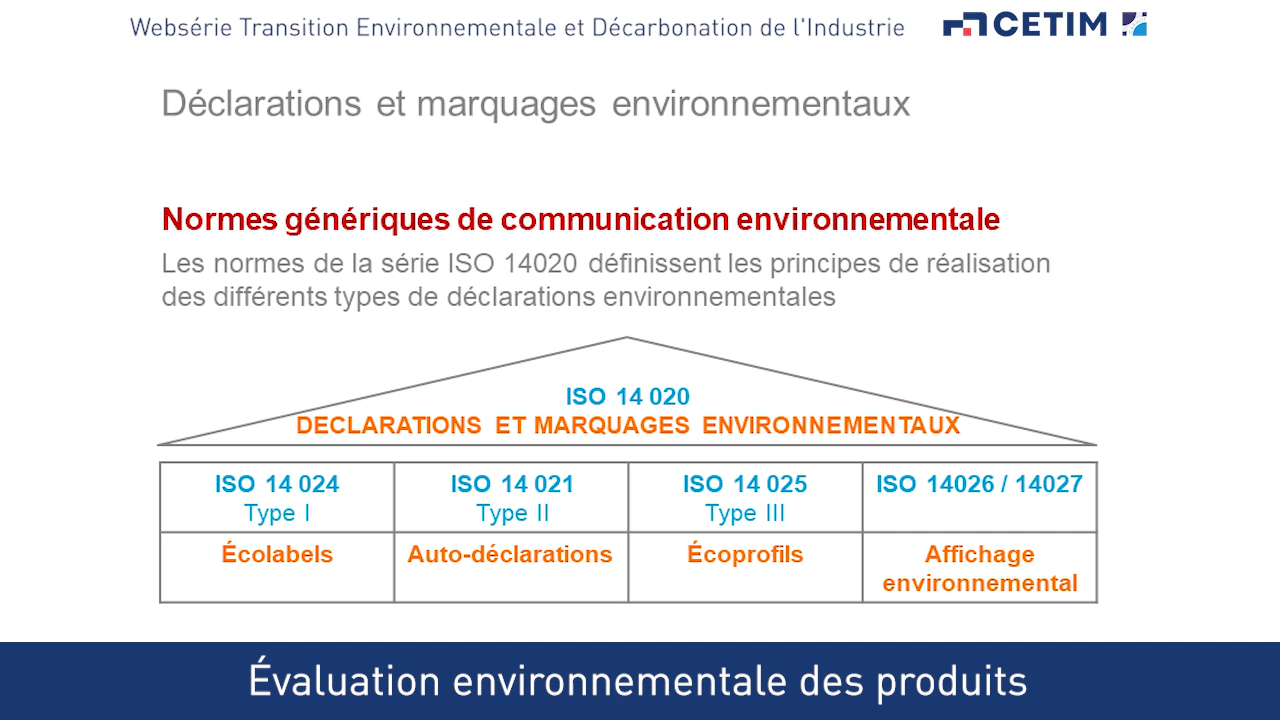 Websérie Transition Environnementale et Décarbonation de l'Industrie
CETIM
Déclarations et marquages environnementaux
Normes génériques de communication environnementale
Les normes de la série ISO 14020 définissent les principes de réalisation
des différents types de déclarations environnementales
ISO 14 020
DECLARATIONS ET MARQUAGES ENVIRONNEMENTAUX
ISO 14 024
Type I
ISO 14 021
Type II
ISO 14 025
Type III
ISO 14026 / 14027
Écolabels
Auto-déclarations
Écoprofils
Affichage
environnemental
Évaluation environnementale des produits